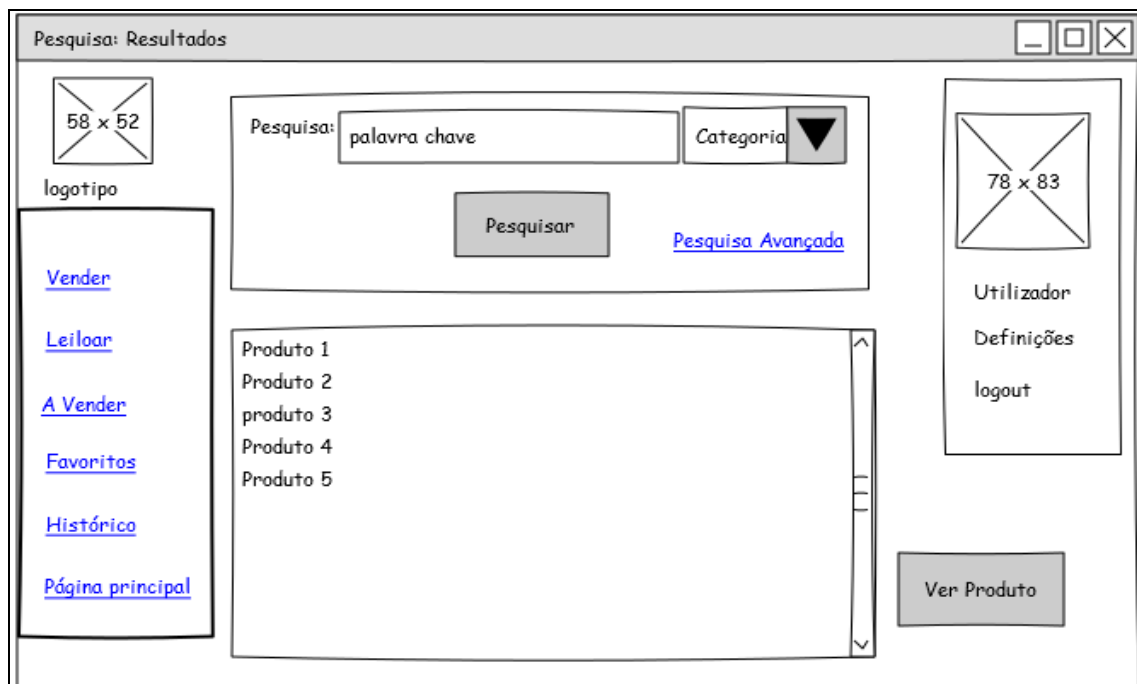 Pesquisa: Resultados
58 x 52
logotipo
Pesquisa:
palavra chave
Categoria
Pesquisar
Pesquisa Avançada
78 x 83
Utilizador
Definições
logout
Vender
Leiloar
A Vender
Favoritos
Histórico
Página principal
Produto 1
Produto 2
produto 3
Produto 4
Produto 5
Ver Produto